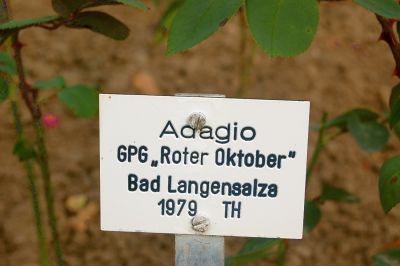 Adagio
GPG „Roter Oktober"
Bad Langensalza
1979 TH